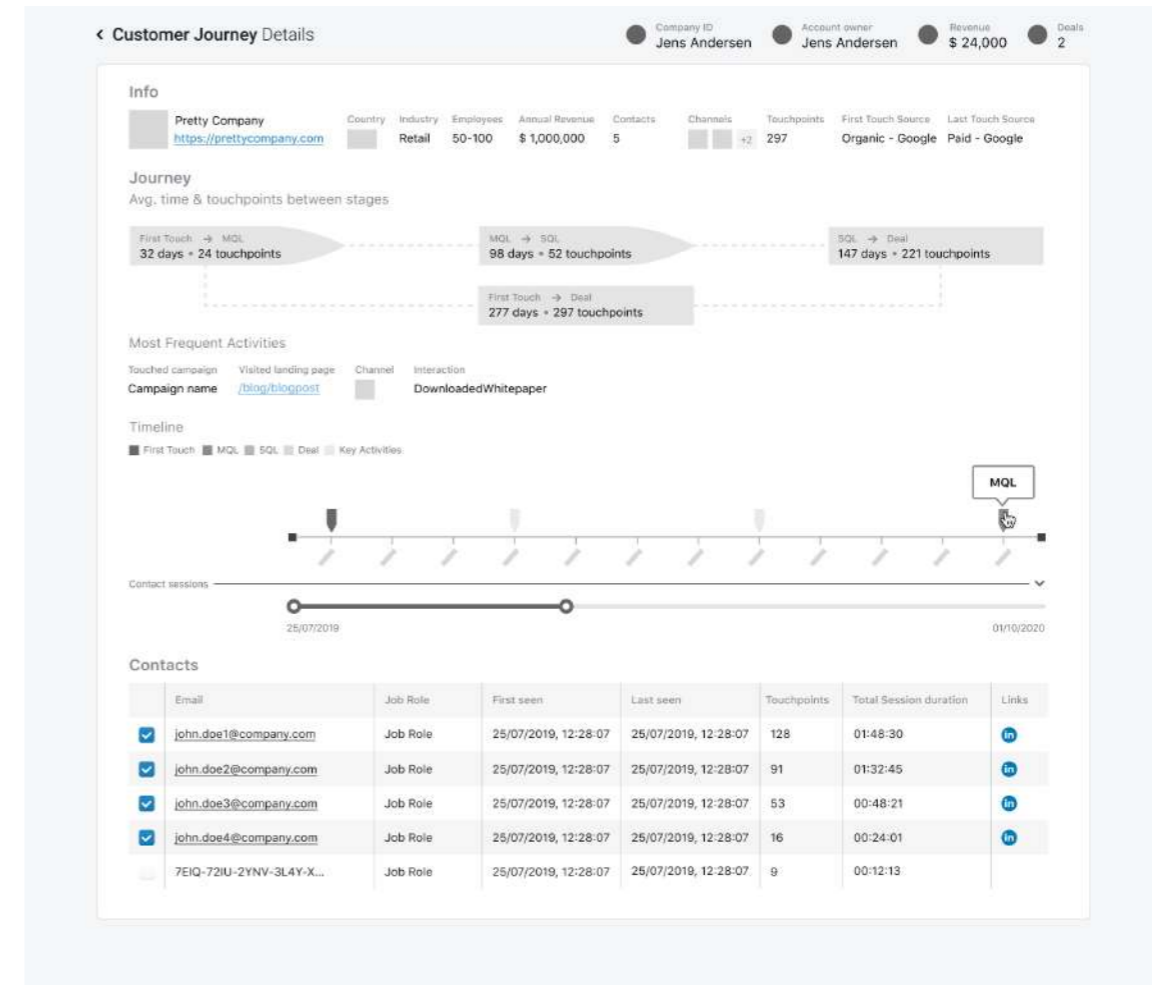 Customer Journey Details
Company ID
Jens Andersen
Account owner
Jens Andersen
Revenue
$ 24,000
Deals
2
Info
Pretty Company
https://prettycompany.com
Country
Industry
Retail
Employees
50-100
Annual Revenue
$ 1,000,000
Contacts
5
Channels
+2
Touchpoints
297
First Touch Source
Organic - Google
Last Touch Source
Paid - Google
Journey
Avg. time & touchpoints between stages
First Touch → MQL
32 days • 24 touchpoints
MQL → SQL
98 days • 52 touchpoints
SQL → Deal
147 days • 221 touchpoints
First Touch → Deal
277 days • 297 touchpoints
Most Frequent Activities
Touched campaign
Campaign name
Visited landing page
/blog/blogpost
Channel
Interaction
DownloadedWhitepaper
Timeline
First Touch MQL SQL Deal Key Activities
MQL
Contact sessions
25/07/2019
01/10/2020
Contacts
Email Job Role First seen Last seen Touchpoints Total Session duration Links
john.doe1@company.com Job Role 25/07/2019, 12:28:07 25/07/2019, 12:28:07 128 01:48:30 in
john.doe2@company.com Job Role 25/07/2019, 12:28:07 25/07/2019, 12:28:07 91 01:32:45 in
john.doe3@company.com Job Role 25/07/2019, 12:28:07 25/07/2019, 12:28:07 53 00:48:21 in
john.doe4@company.com Job Role 25/07/2019, 12:28:07 25/07/2019, 12:28:07 16 00:24:01 in
7EIQ-72IU-2YNV-3L4Y-X... Job Role 25/07/2019, 12:28:07 25/07/2019, 12:28:07 9 00:12:13